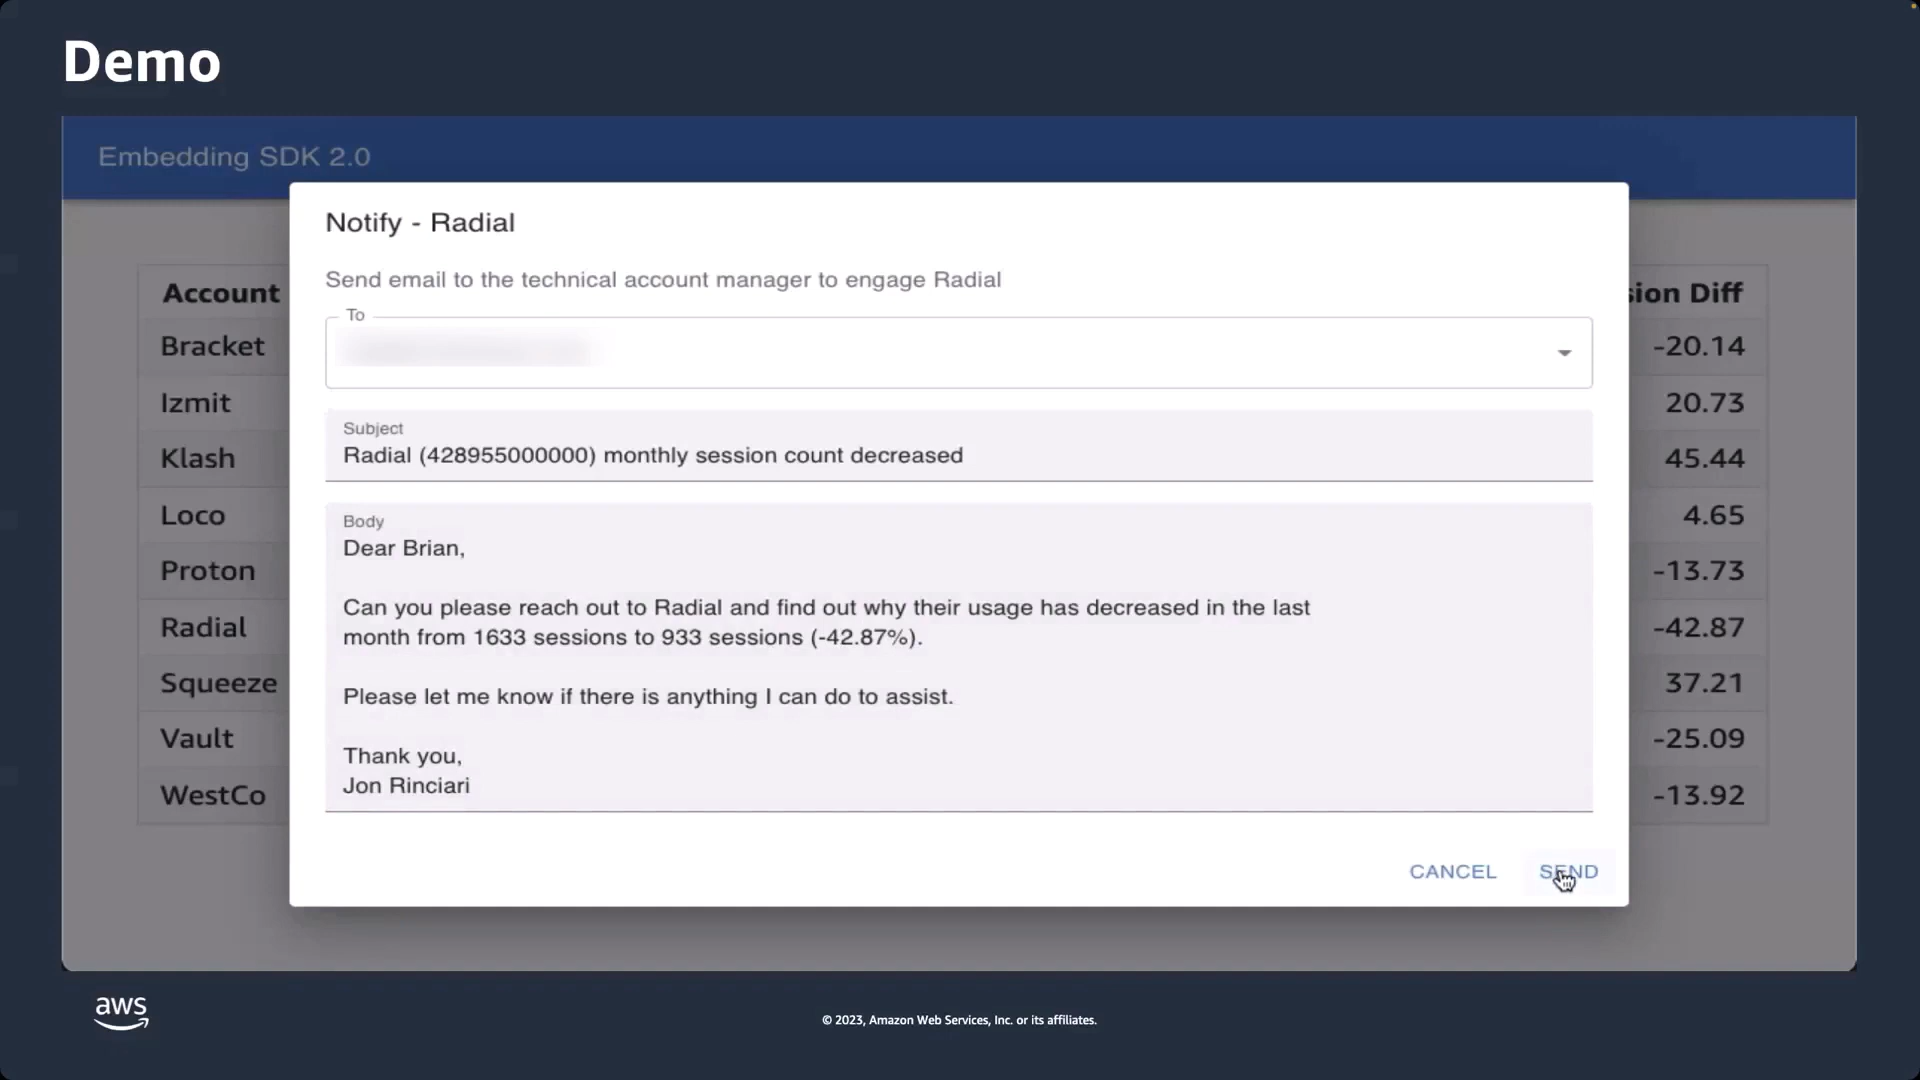 Demo
Embedding SDK 2.0
Notify - Radial
Send email to the technical account manager to engage Radial
To
Subject
Radial (428955000000) monthly session count decreased
Body
Dear Brian,
Can you please reach out to Radial and find out why their usage has decreased in the last
month from 1633 sessions to 933 sessions (-42.87%).
Please let me know if there is anything I can do to assist.
Thank you,
Jon Rinciari
CANCEL SEND
Account sion Diff
Bracket -20.14
Izmit 20.73
Klash 45.44
Loco 4.65
Proton -13.73
Radial -42.87
Squeeze 37.21
Vault -25.09
WestCo -13.92
aws
© 2023, Amazon Web Services, Inc. or its affiliates.